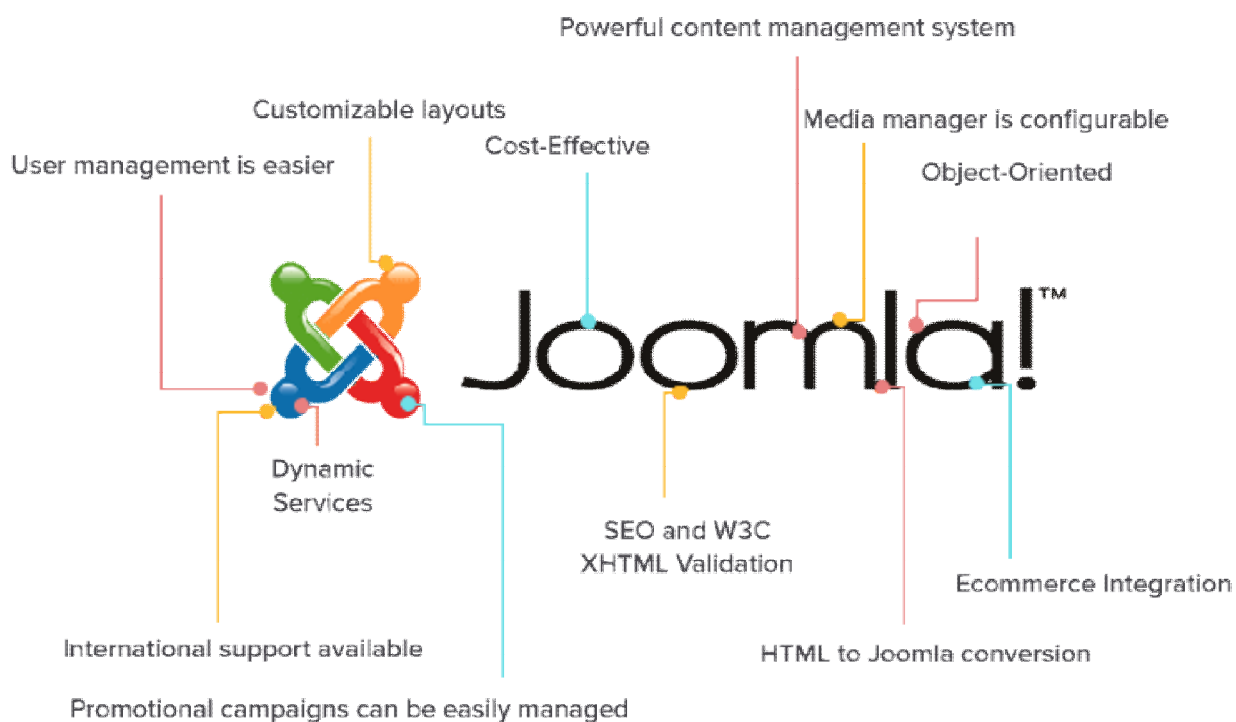 Powerful content management system
Customizable layouts
Media manager is configurable
Cost-Effective
User management is easier
Object-Oriented
Joomla!™
Dynamic
Services
SEO and W3C
XHTML Validation
Ecommerce Integration
International support available
HTML to Joomla conversion
Promotional campaigns can be easily managed